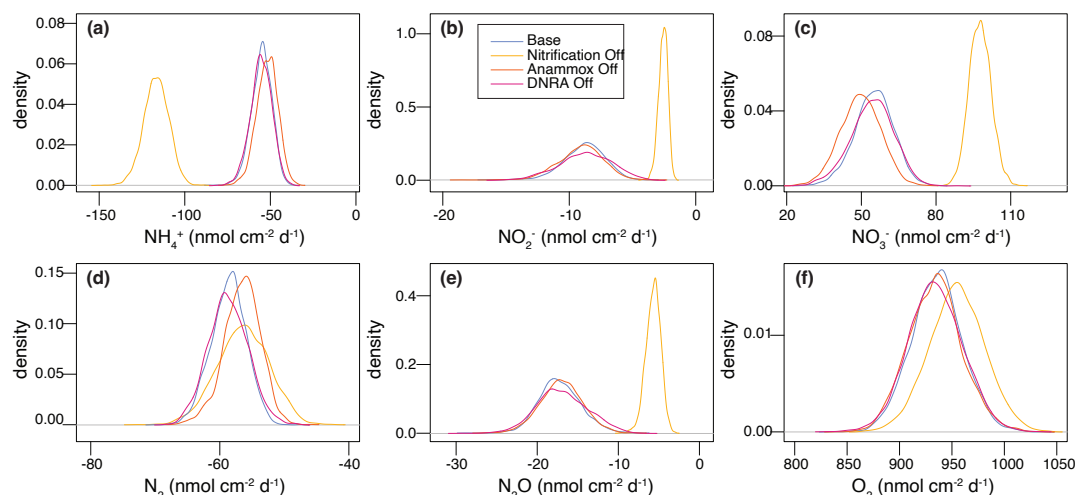 (a)
density
0.08
0.06
0.04
0.02
0.00
-150
-100
-50
0
NH₄⁺ (nmol cm⁻² d⁻¹)
(b)
Base
Nitrification Off
Anammox Off
DNRA Off
density
1.0
0.5
0.0
-20
-10
0
NO₂⁻ (nmol cm⁻² d⁻¹)
(c)
density
0.08
0.04
0.00
20
50
80
110
NO₃⁻ (nmol cm⁻² d⁻¹)
(d)
density
0.15
0.10
0.05
0.00
-80
-60
-40
N₂ (nmol cm⁻² d⁻¹)
(e)
density
0.4
0.2
0.0
-30
-20
-10
0
N₂O (nmol cm⁻² d⁻¹)
(f)
density
0.01
0.00
800
850
900
950
1000
1050
O₂ (nmol cm⁻² d⁻¹)